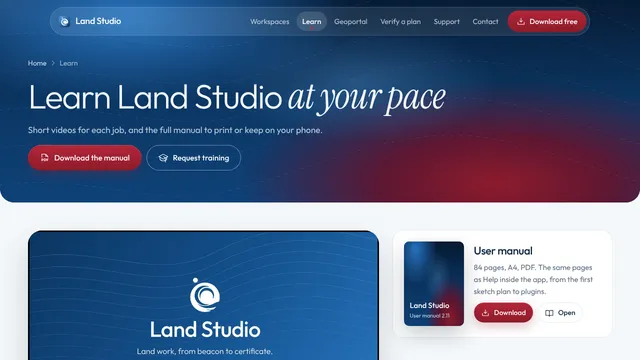 Land Studio
Workspaces
Learn
Geoportal
Verify a plan
Support
Contact
Download free
Home > Learn
Learn Land Studio at your pace
Short videos for each job, and the full manual to print or keep on your phone.
Download the manual
Request training
Land Studio
Land work, from beacon to certificate.
Land Studio
User manual 2.11
User manual
84 pages, A4, PDF. The same pages
as Help inside the app, from the first
sketch plan to plugins.
Download
Open